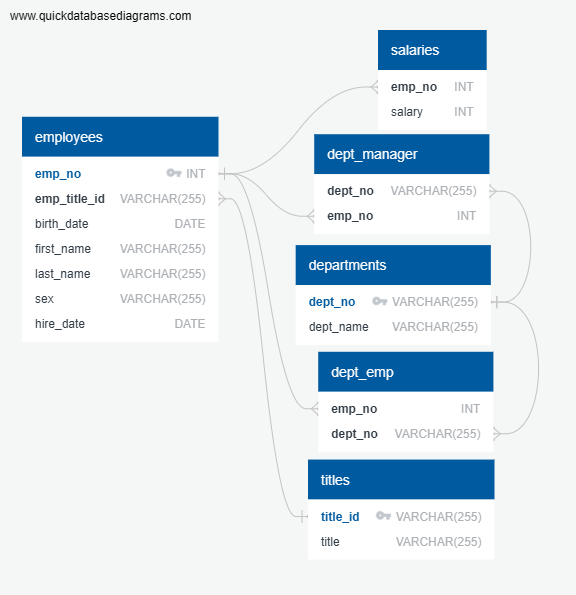 www.quickdatabasediagrams.com
salaries
emp_no INT
salary INT
employees
emp_no INT
emp_title_id VARCHAR(255)
birth_date DATE
first_name VARCHAR(255)
last_name VARCHAR(255)
sex VARCHAR(255)
hire_date DATE
dept_manager
dept_no VARCHAR(255)
emp_no INT
departments
dept_no VARCHAR(255)
dept_name VARCHAR(255)
dept_emp
emp_no INT
dept_no VARCHAR(255)
titles
title_id VARCHAR(255)
title VARCHAR(255)